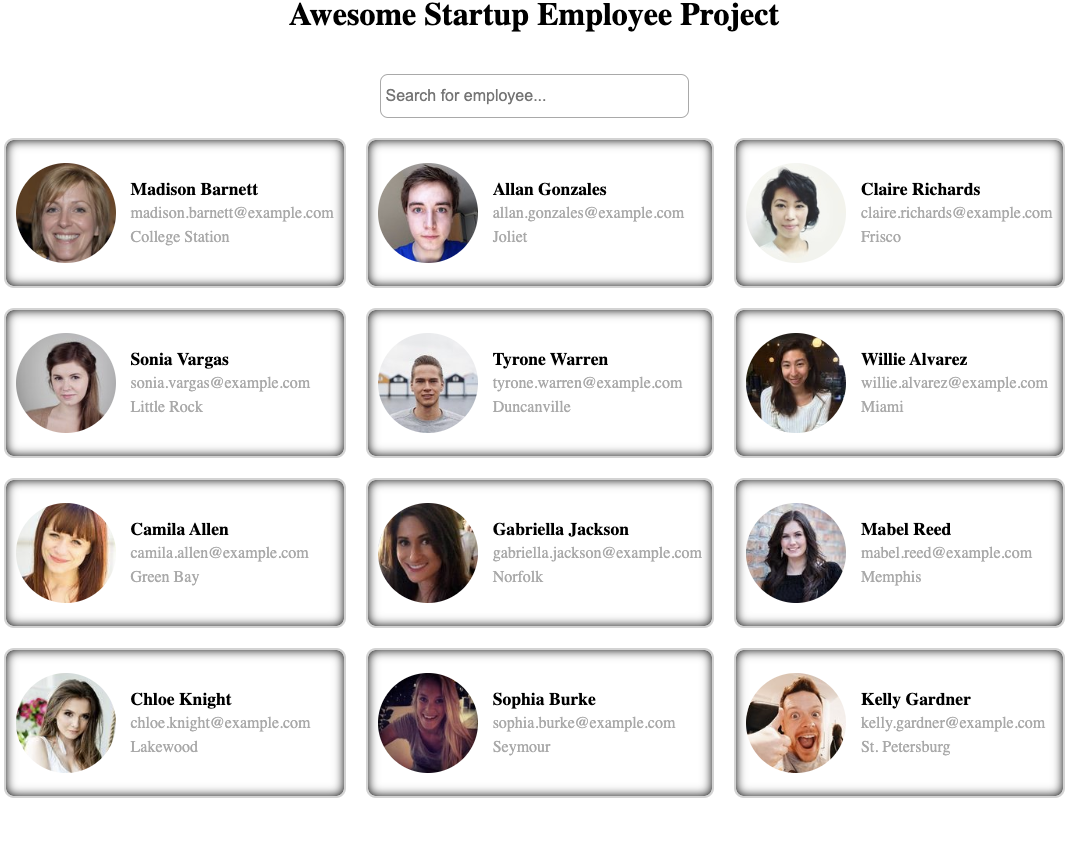 Awesome Startup Employee Project
Search for employee...
Madison Barnett
madison.barnett@example.com
College Station
Allan Gonzales
allan.gonzales@example.com
Joliet
Claire Richards
claire.richards@example.com
Frisco
Sonia Vargas
sonia.vargas@example.com
Little Rock
Tyrone Warren
tyrone.warren@example.com
Duncanville
Willie Alvarez
willie.alvarez@example.com
Miami
Camila Allen
camila.allen@example.com
Green Bay
Gabriella Jackson
gabriella.jackson@example.com
Norfolk
Mabel Reed
mabel.reed@example.com
Memphis
Chloe Knight
chloe.knight@example.com
Lakewood
Sophia Burke
sophia.burke@example.com
Seymour
Kelly Gardner
kelly.gardner@example.com
St. Petersburg